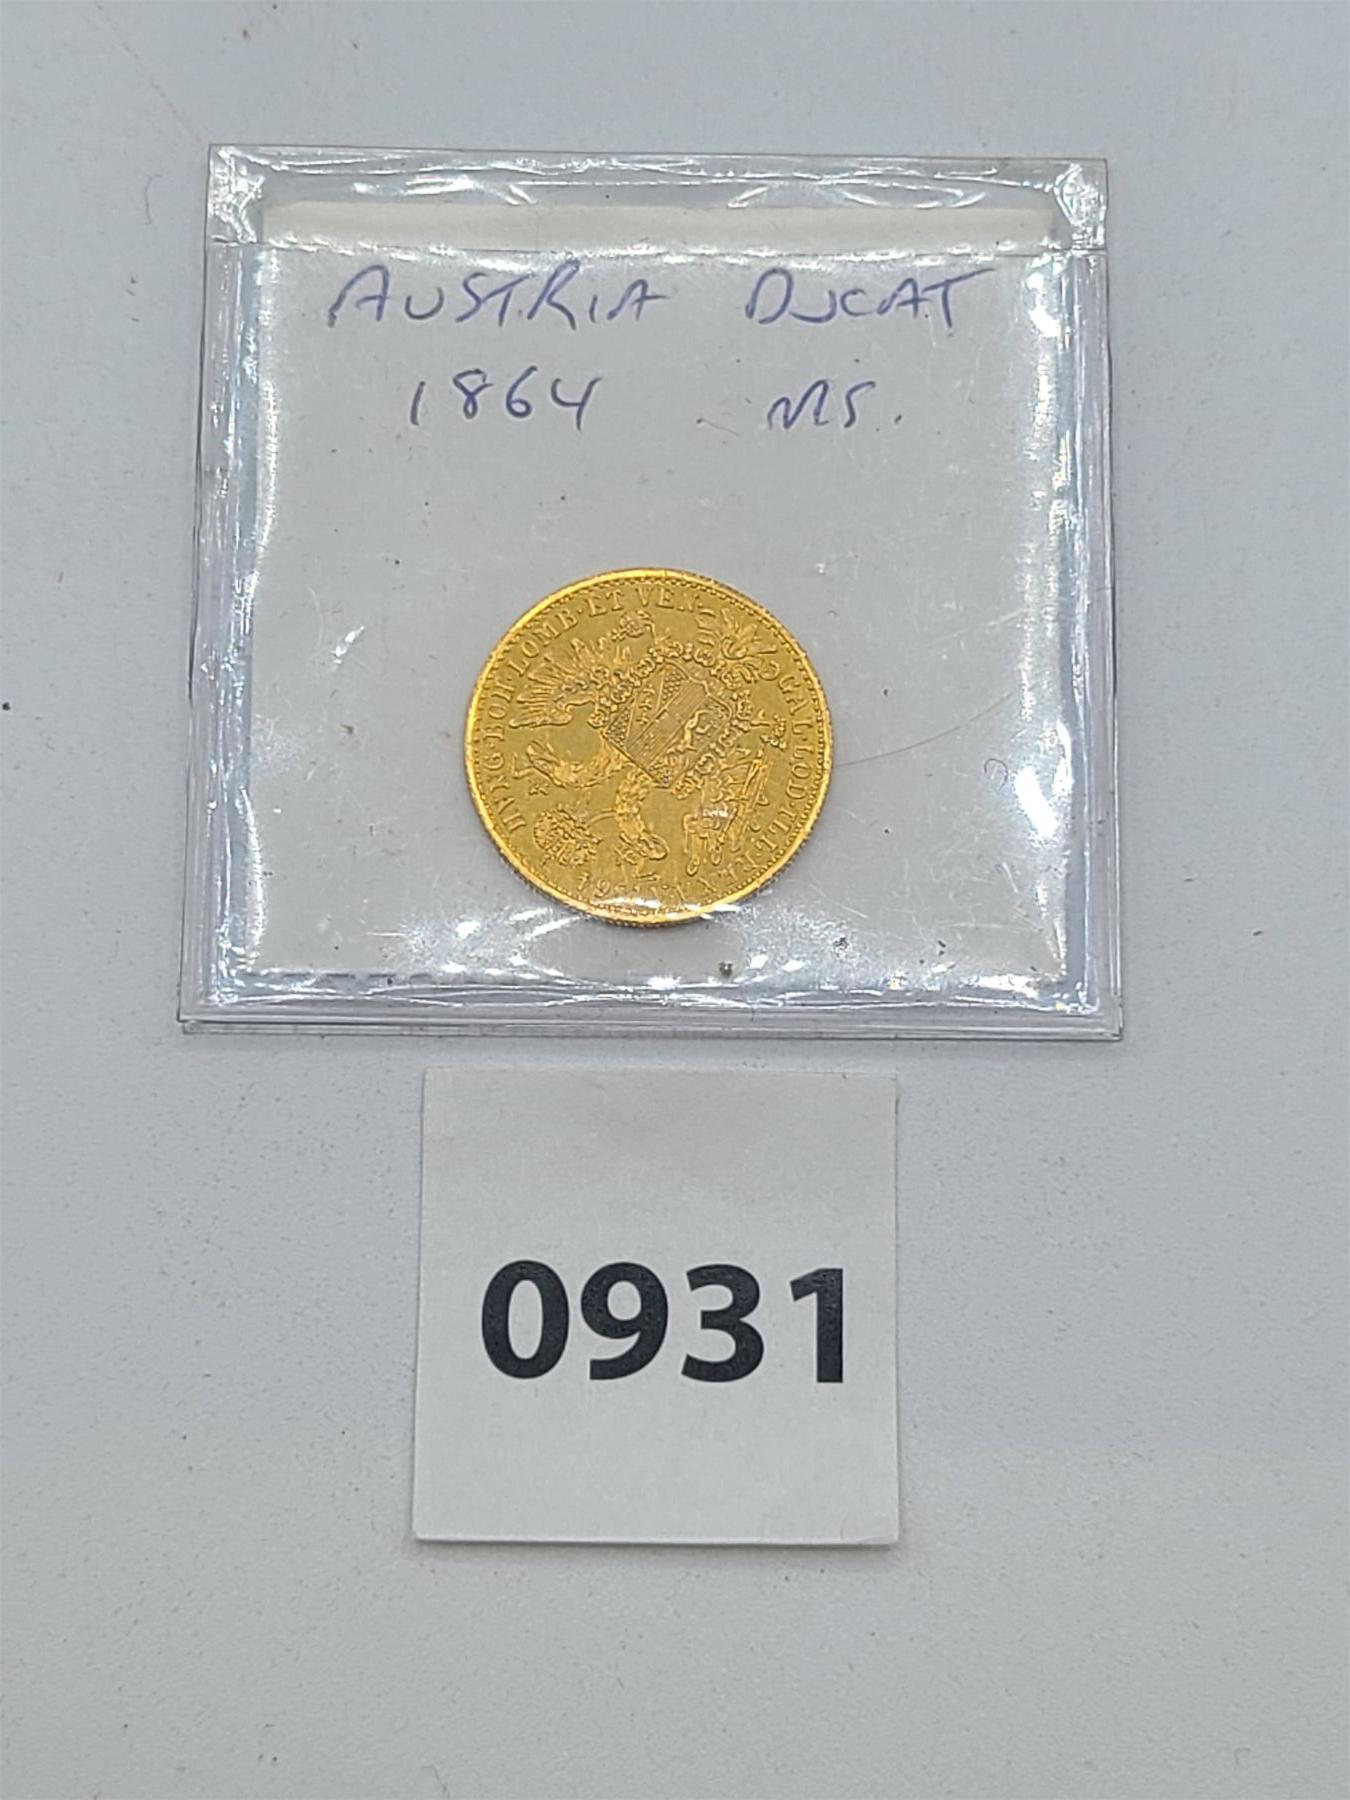 AUSTRIA DUCAT
1864 MS.
HVNG·BOH·LOMB·ET VEN·
GAL·LOD·ILL·R·
0931